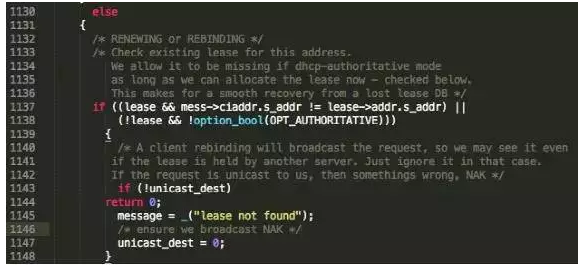 1130 else
1131 {
1132 /* RENEWING or REBINDING */
1133 /* Check existing lease for this address.
1134 We allow it to be missing if dhcp-authoritative mode
1135 as long as we can allocate the lease now - checked below.
1136 This makes for a smooth recovery from a lost lease DB */
1137 if ((lease && mess->ciaddr.s_addr != lease->addr.s_addr) ||
1138 (!lease && !option_bool(OPT_AUTHORITATIVE)))
1139 {
1140 /* A client rebinding will broadcast the request, so we may see it even
1141 if the lease is held by another server. Just ignore it in that case.
1142 If the request is unicast to us, then somethings wrong, NAK */
1143 if (!unicast_dest)
1144 return 0;
1145 message = _("lease not found");
1146 /* ensure we broadcast NAK */
1147 unicast_dest = 0;
1148 }